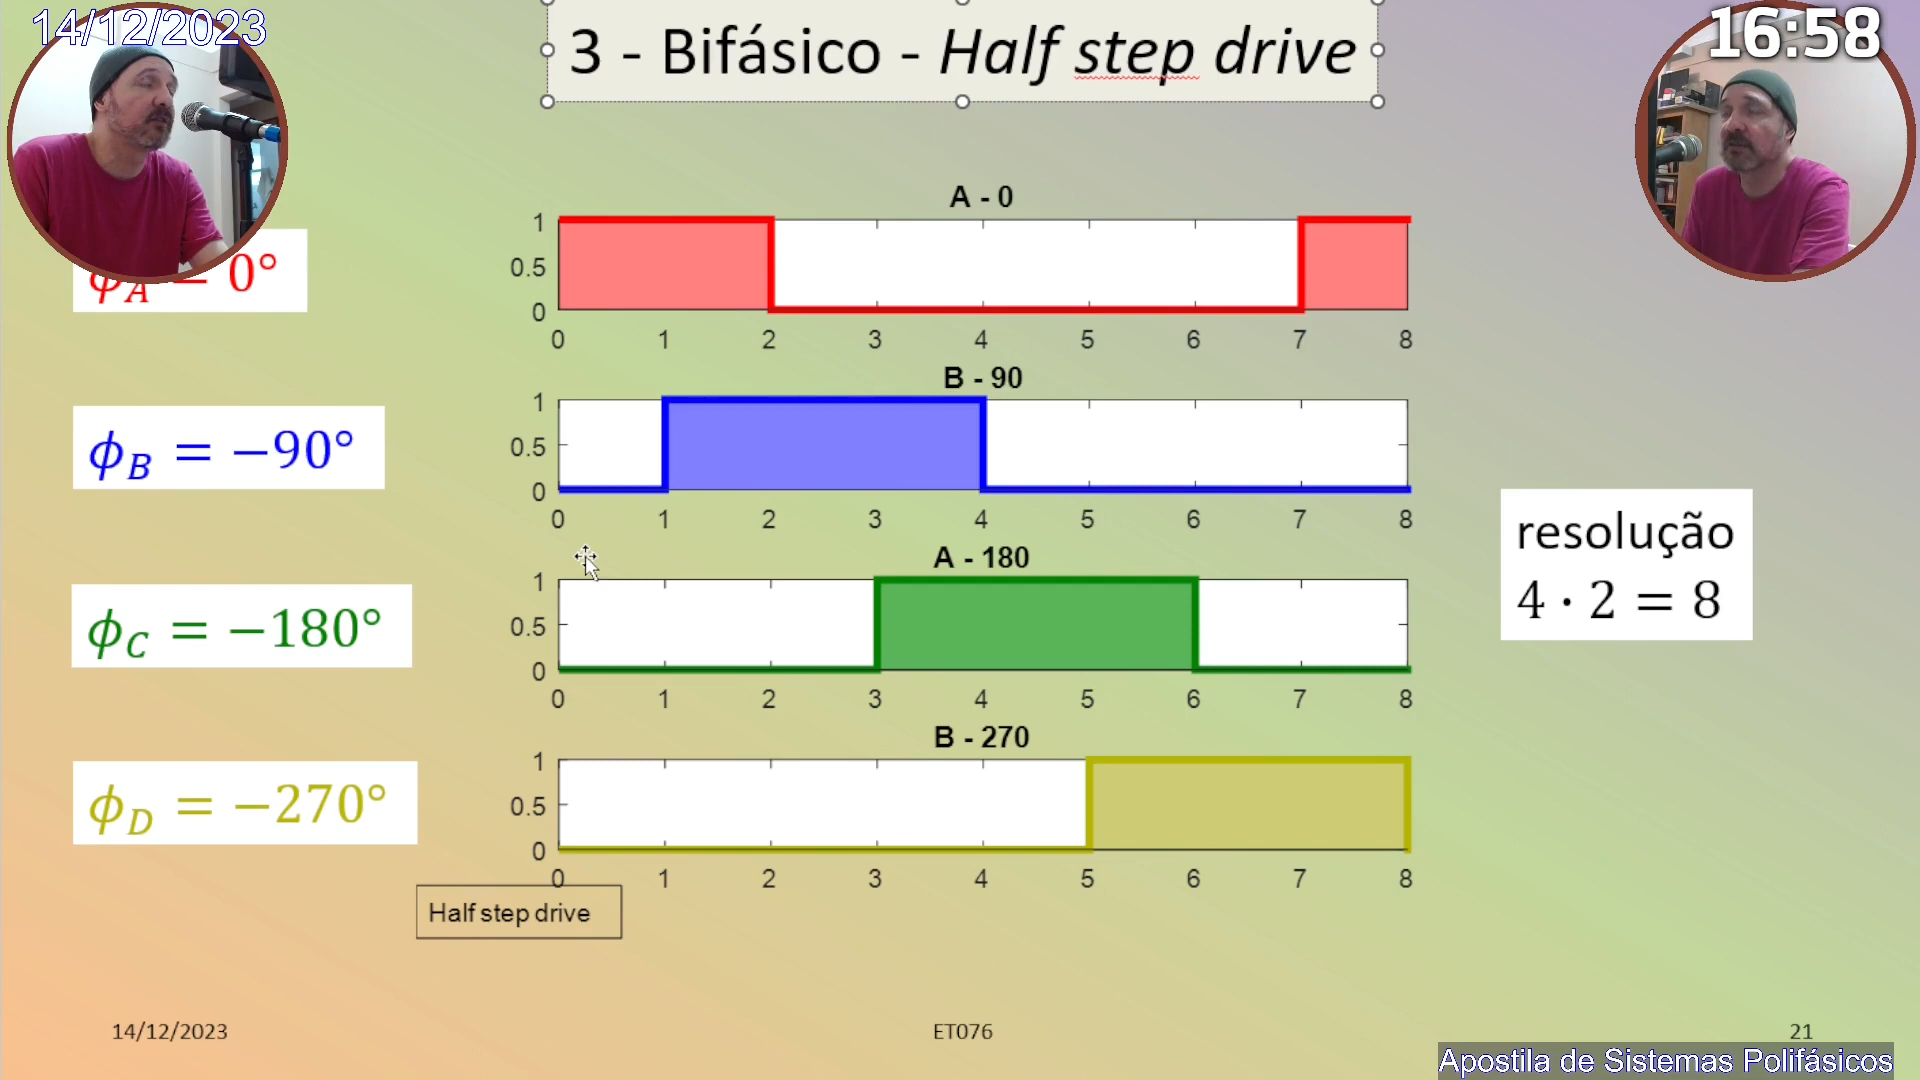 14/12/2023
16:58
3 - Bifásico - Half step drive
ϕA = 0°
A - 0
1
0.5
0
0 1 2 3 4 5 6 7 8
ϕB = −90°
B - 90
1
0.5
0
0 1 2 3 4 5 6 7 8
ϕC = −180°
A - 180
1
0.5
0
0 1 2 3 4 5 6 7 8
resolução
4 · 2 = 8
ϕD = −270°
B - 270
1
0.5
0
0 1 2 3 4 5 6 7 8
Half step drive
14/12/2023
ET076
21
Apostila de Sistemas Polifásicos